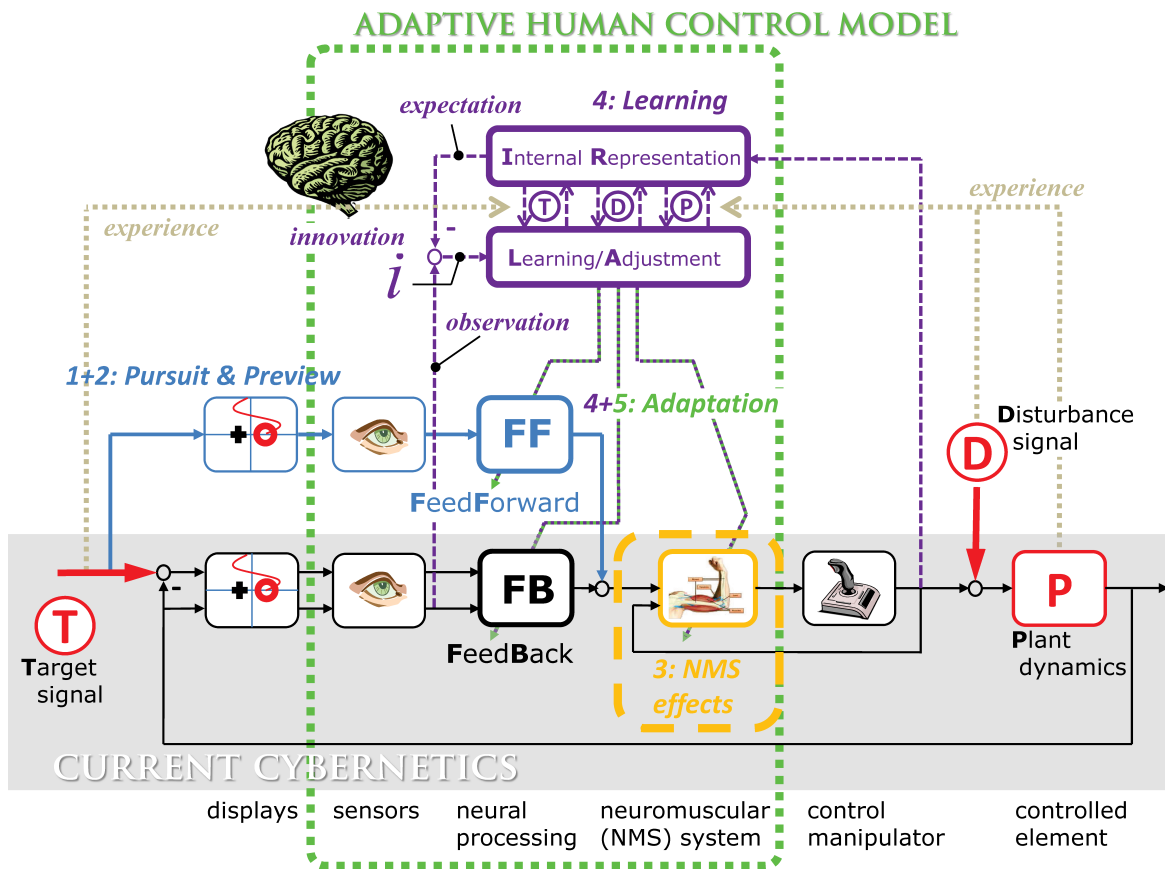 ADAPTIVE HUMAN CONTROL MODEL
4: Learning
expectation
Internal Representation
experience
T D P
experience
innovation
-
i
Learning/Adjustment
observation
1+2: Pursuit & Preview
4+5: Adaptation
FF
FeedForward
Disturbance
signal
D
-
T
Target
signal
FB
FeedBack
3: NMS
effects
P
Plant
dynamics
CURRENT CYBERNETICS
displays
sensors
neural
processing
neuromuscular
(NMS) system
control
manipulator
controlled
element